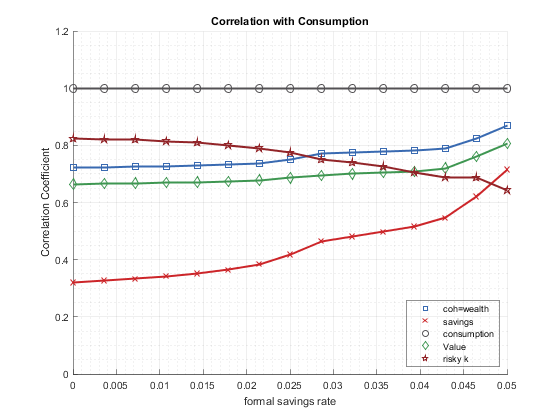 Correlation with Consumption
1.2
1
0.8
0.6
0.4
0.2
0
Correlation Coefficient
coh=wealth
savings
consumption
Value
risky k
0 0.005 0.01 0.015 0.02 0.025 0.03 0.035 0.04 0.045 0.05
formal savings rate